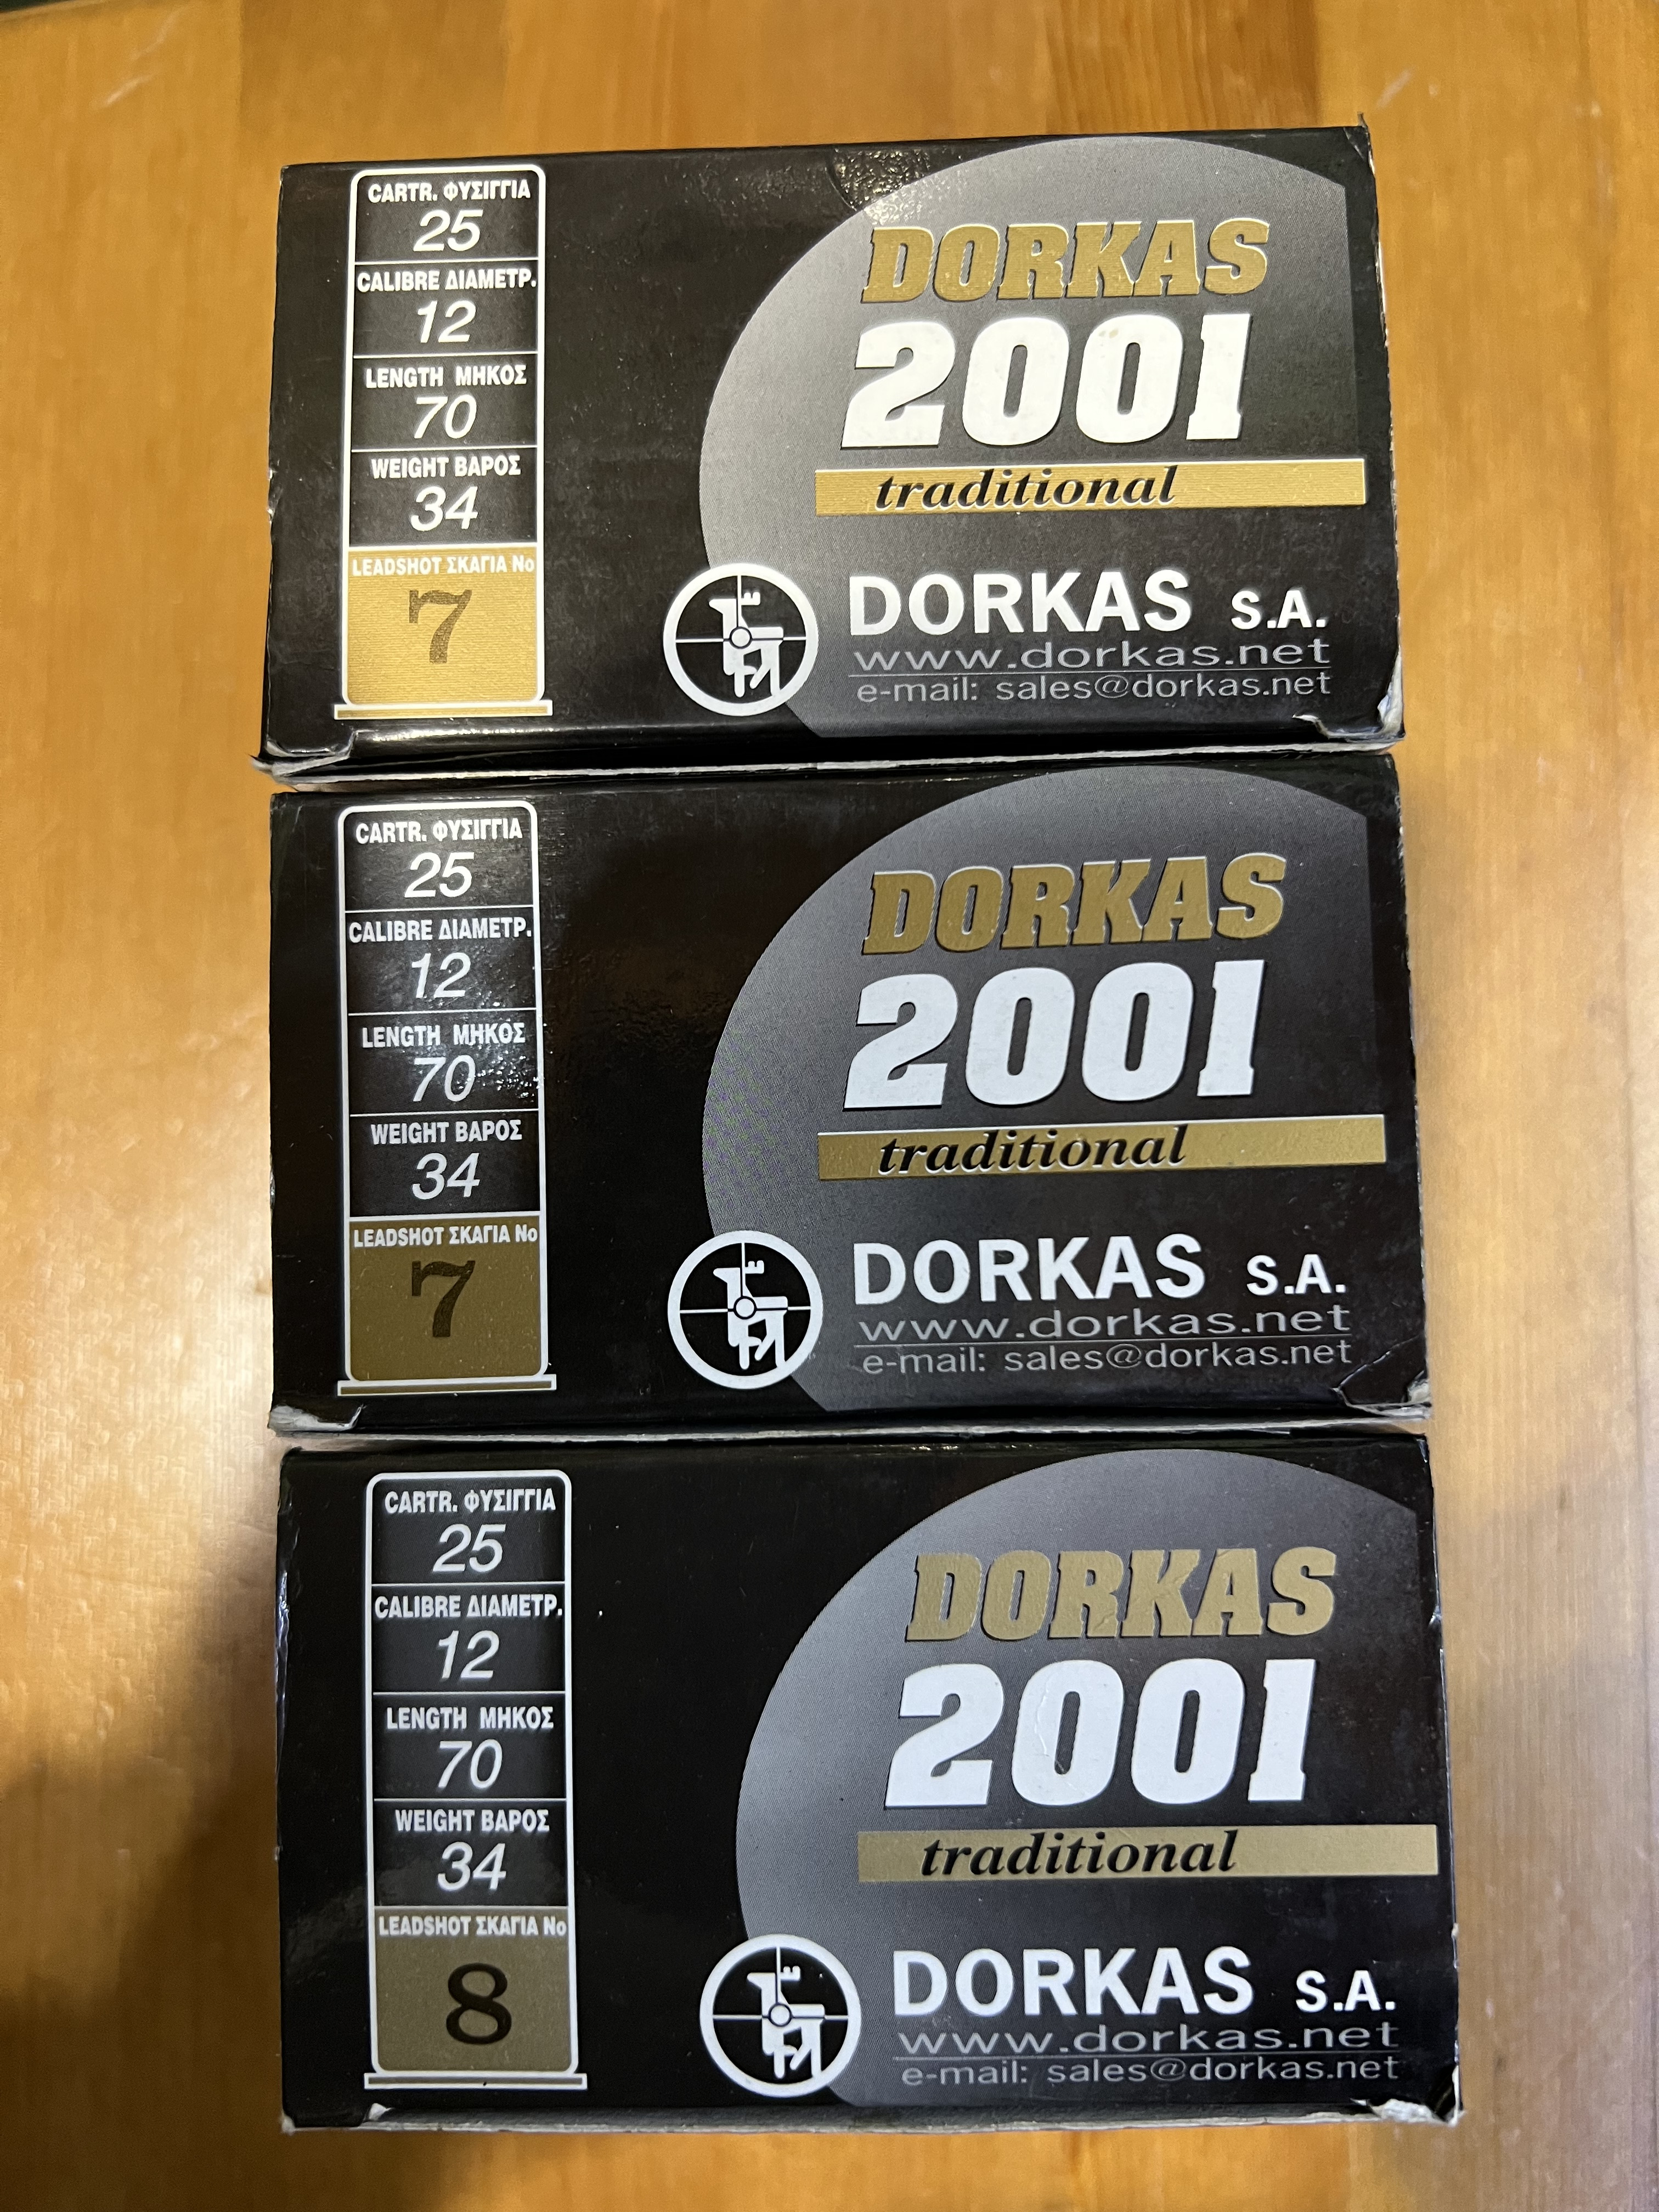 CARTR. ΦΥΣΙΓΓΙΑ
25
CALIBRE ΔΙΑΜΕΤΡ.
12
LENGTH ΜΗΚΟΣ
70
WEIGHT ΒΑΡΟΣ
34
LEADSHOT ΣΚΑΓΙΑ Νο
7
DORKAS
2001
traditional
DORKAS S.A.
www.dorkas.net
e-mail: sales@dorkas.net
CARTR. ΦΥΣΙΓΓΙΑ
25
CALIBRE ΔΙΑΜΕΤΡ.
12
LENGTH ΜΗΚΟΣ
70
WEIGHT ΒΑΡΟΣ
34
LEADSHOT ΣΚΑΓΙΑ Νο
7
DORKAS
2001
traditional
DORKAS S.A.
www.dorkas.net
e-mail: sales@dorkas.net
CARTR. ΦΥΣΙΓΓΙΑ
25
CALIBRE ΔΙΑΜΕΤΡ.
12
LENGTH ΜΗΚΟΣ
70
WEIGHT ΒΑΡΟΣ
34
LEADSHOT ΣΚΑΓΙΑ Νο
8
DORKAS
2001
traditional
DORKAS S.A.
www.dorkas.net
e-mail: sales@dorkas.net